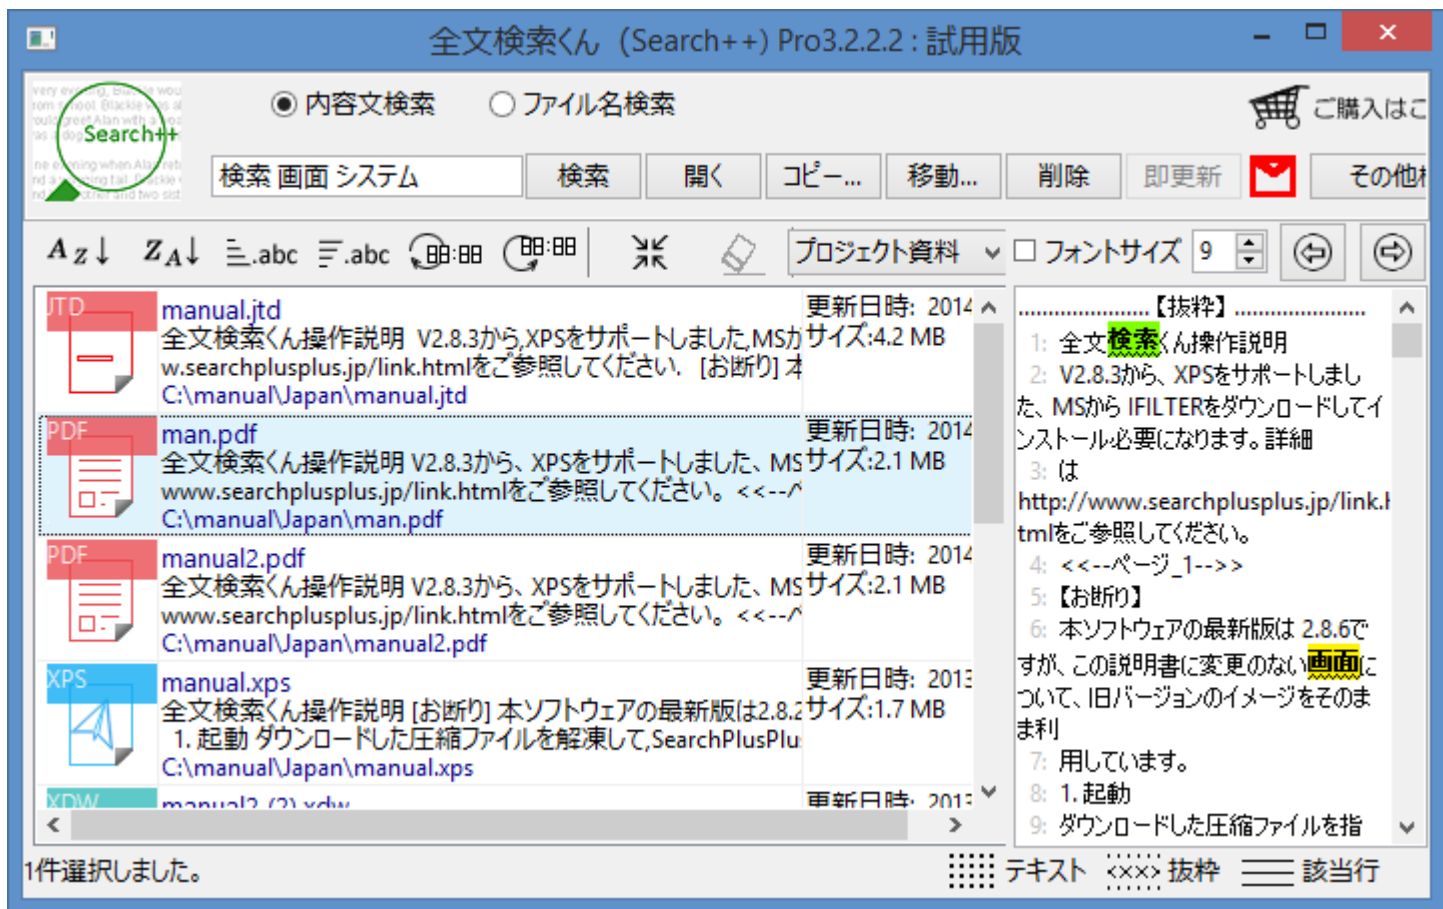 全文検索くん (Search++) Pro3.2.2.2 : 試用版
Search++
内容文検索 ファイル名検索
ご購入はこ
検索 画面 システム 検索 開く コピー... 移動... 削除 即更新 その他
AZ↓ ZA↓ .abc .abc 88:88 88:88 プロジェクト資料 フォントサイズ 9
JTD
manual.jtd
更新日時: 2014
全文検索くん操作説明 V2.8.3から,XPSをサポートしました,MSか
サイズ:4.2 MB
w.searchplusplus.jp/link.htmlをご参照してください. [お断り] 本
C:\manual\Japan\manual.jtd
PDF
man.pdf
更新日時: 2014
全文検索くん操作説明 V2.8.3から、XPSをサポートしました、MS
サイズ:2.1 MB
www.searchplusplus.jp/link.htmlをご参照してください。<<--ペ
C:\manual\Japan\man.pdf
PDF
manual2.pdf
更新日時: 2014
全文検索くん操作説明 V2.8.3から、XPSをサポートしました、MS
サイズ:2.1 MB
www.searchplusplus.jp/link.htmlをご参照してください。<<--ペ
C:\manual\Japan\manual2.pdf
XPS
manual.xps
更新日時: 2013
全文検索くん操作説明 [お断り] 本ソフトウェアの最新版は2.8.2
サイズ:1.7 MB
1. 起動 ダウンロードした圧縮ファイルを解凍して,SearchPlusPlu
C:\manual\Japan\manual.xps
XDW
manual2 (2).xdw
更新日時: 2013
.....................【抜粋】.....................
1: 全文検索くん操作説明
2: V2.8.3から、XPSをサポートしまし
た、MSから IFILTERをダウンロードしてイ
ンストール必要になります。詳細
3: は
http://www.searchplusplus.jp/link.h
tmlをご参照してください。
4: <<--ページ_1-->>
5: 【お断り】
6: 本ソフトウェアの最新版は 2.8.6で
すが、この説明書に変更のない画面に
ついて、旧バージョンのイメージをそのま
ま利
7: 用しています。
8: 1. 起動
9: ダウンロードした圧縮ファイルを指
1件選択しました。
テキスト <xx> 抜粋 該当行